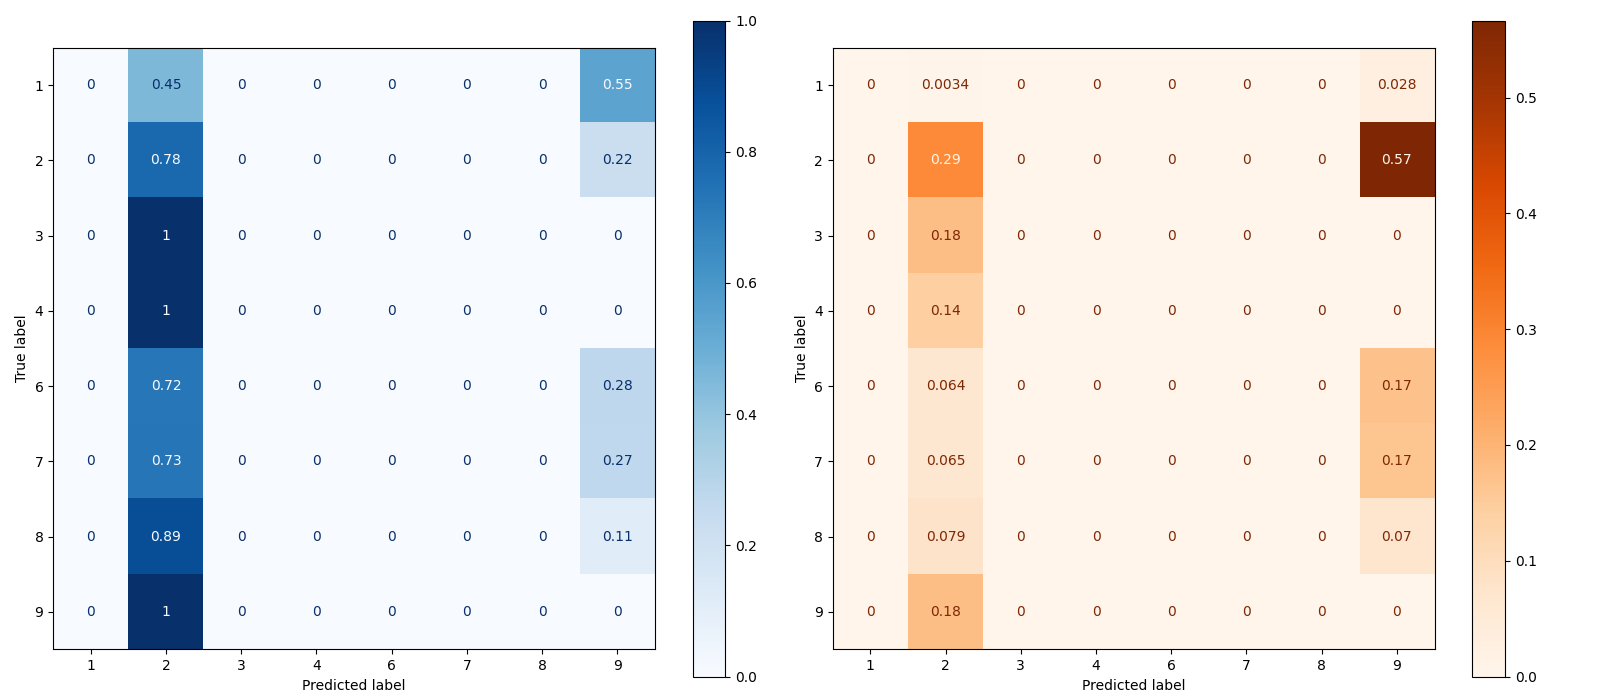 1 0 0.45 0 0 0 0 0 0.55
2 0 0.78 0 0 0 0 0 0.22
3 0 1 0 0 0 0 0 0
4 0 1 0 0 0 0 0 0
6 0 0.72 0 0 0 0 0 0.28
7 0 0.73 0 0 0 0 0 0.27
8 0 0.89 0 0 0 0 0 0.11
9 0 1 0 0 0 0 0 0
1 2 3 4 6 7 8 9
Predicted label
True label
1.0
0.8
0.6
0.4
0.2
0.0
1 0 0.0034 0 0 0 0 0 0.028
2 0 0.29 0 0 0 0 0 0.57
3 0 0.18 0 0 0 0 0 0
4 0 0.14 0 0 0 0 0 0
6 0 0.064 0 0 0 0 0 0.17
7 0 0.065 0 0 0 0 0 0.17
8 0 0.079 0 0 0 0 0 0.07
9 0 0.18 0 0 0 0 0 0
1 2 3 4 6 7 8 9
Predicted label
True label
0.5
0.4
0.3
0.2
0.1
0.0